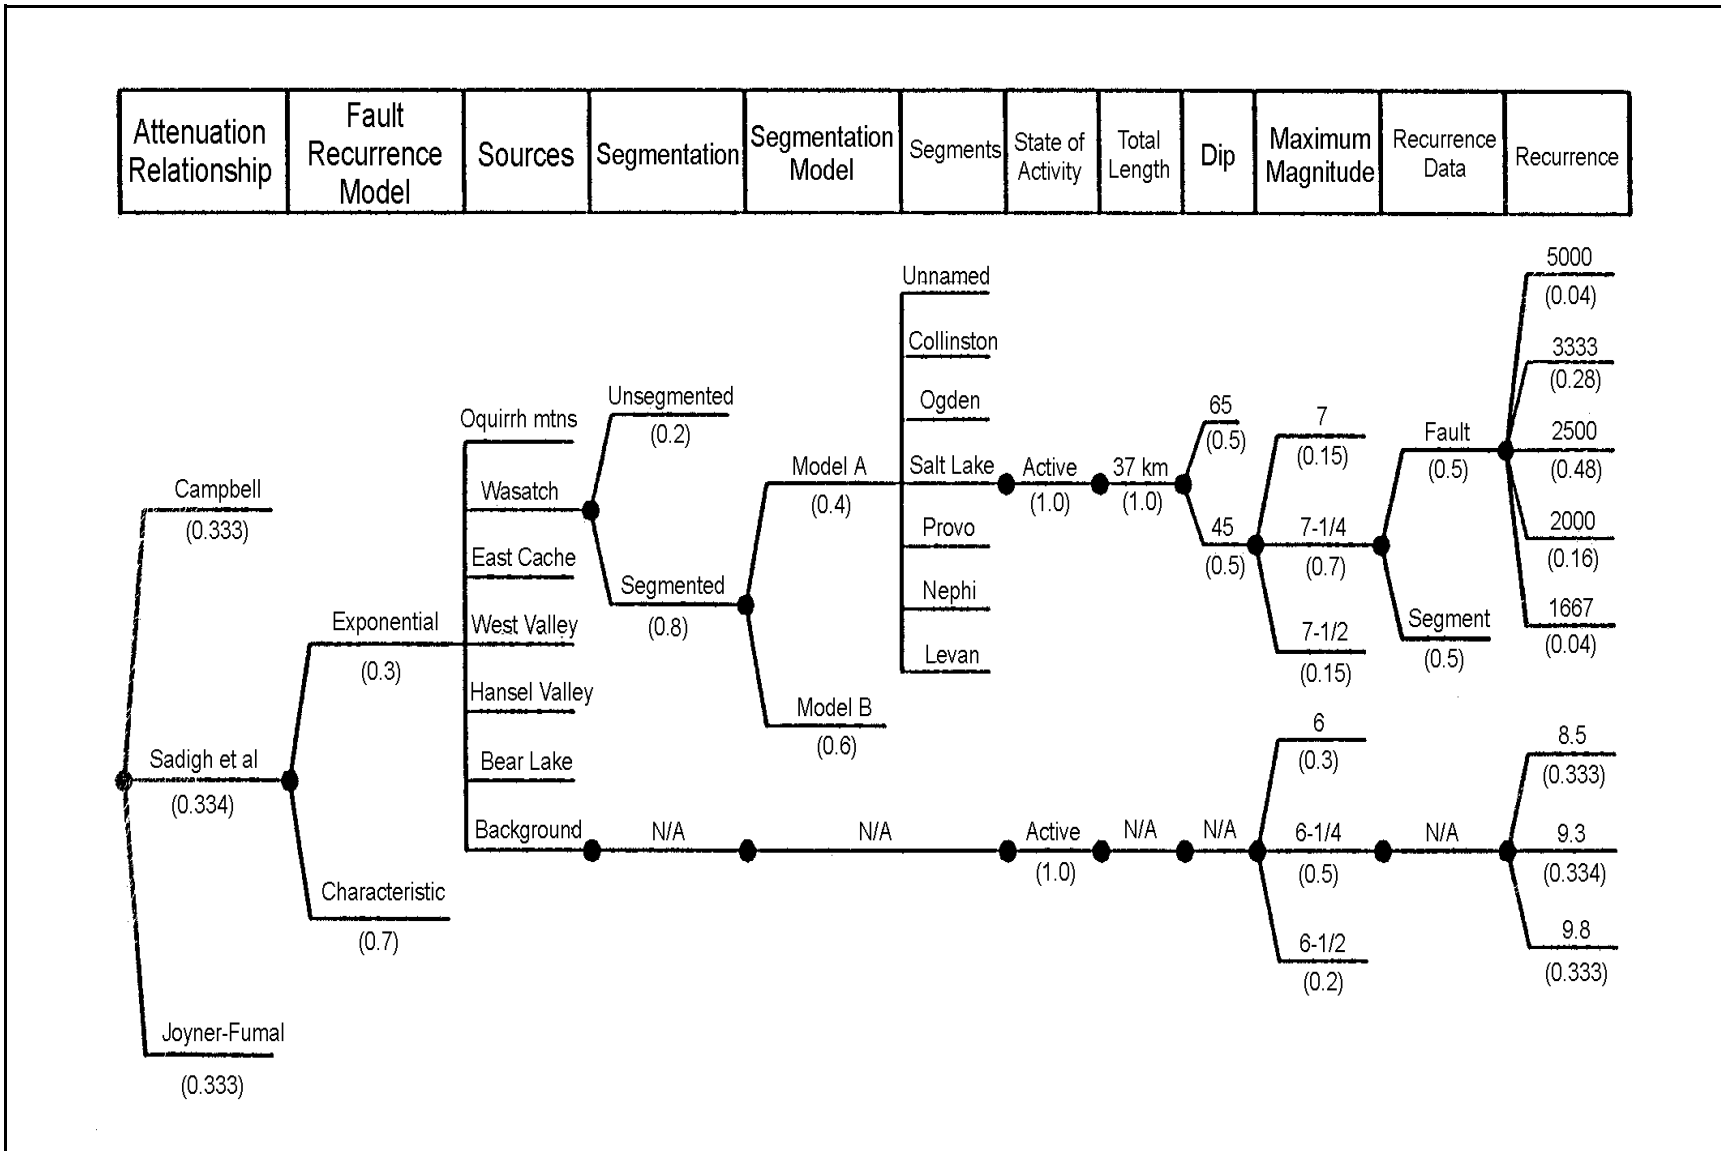 Attenuation
Relationship
Fault
Recurrence
Model
Sources
Segmentation
Segmentation
Model
Segments
State of
Activity
Total
Length
Dip
Maximum
Magnitude
Recurrence
Data
Recurrence
Campbell
(0.333)
Sadigh et al
(0.334)
Joyner-Fumal
(0.333)
Exponential
(0.3)
Characteristic
(0.7)
Oquirrh mtns
Wasatch
East Cache
West Valley
Hansel Valley
Bear Lake
Background
Unsegmented
(0.2)
Segmented
(0.8)
Model A
(0.4)
Model B
(0.6)
Unnamed
Collinston
Ogden
Salt Lake
Provo
Nephi
Levan
Active
(1.0)
37 km
(1.0)
65
(0.5)
45
(0.5)
7
(0.15)
7-1/4
(0.7)
7-1/2
(0.15)
Fault
(0.5)
Segment
(0.5)
5000
(0.04)
3333
(0.28)
2500
(0.48)
2000
(0.16)
1667
(0.04)
N/A
N/A
Active
(1.0)
N/A
N/A
6
(0.3)
6-1/4
(0.5)
6-1/2
(0.2)
N/A
8.5
(0.333)
9.3
(0.334)
9.8
(0.333)